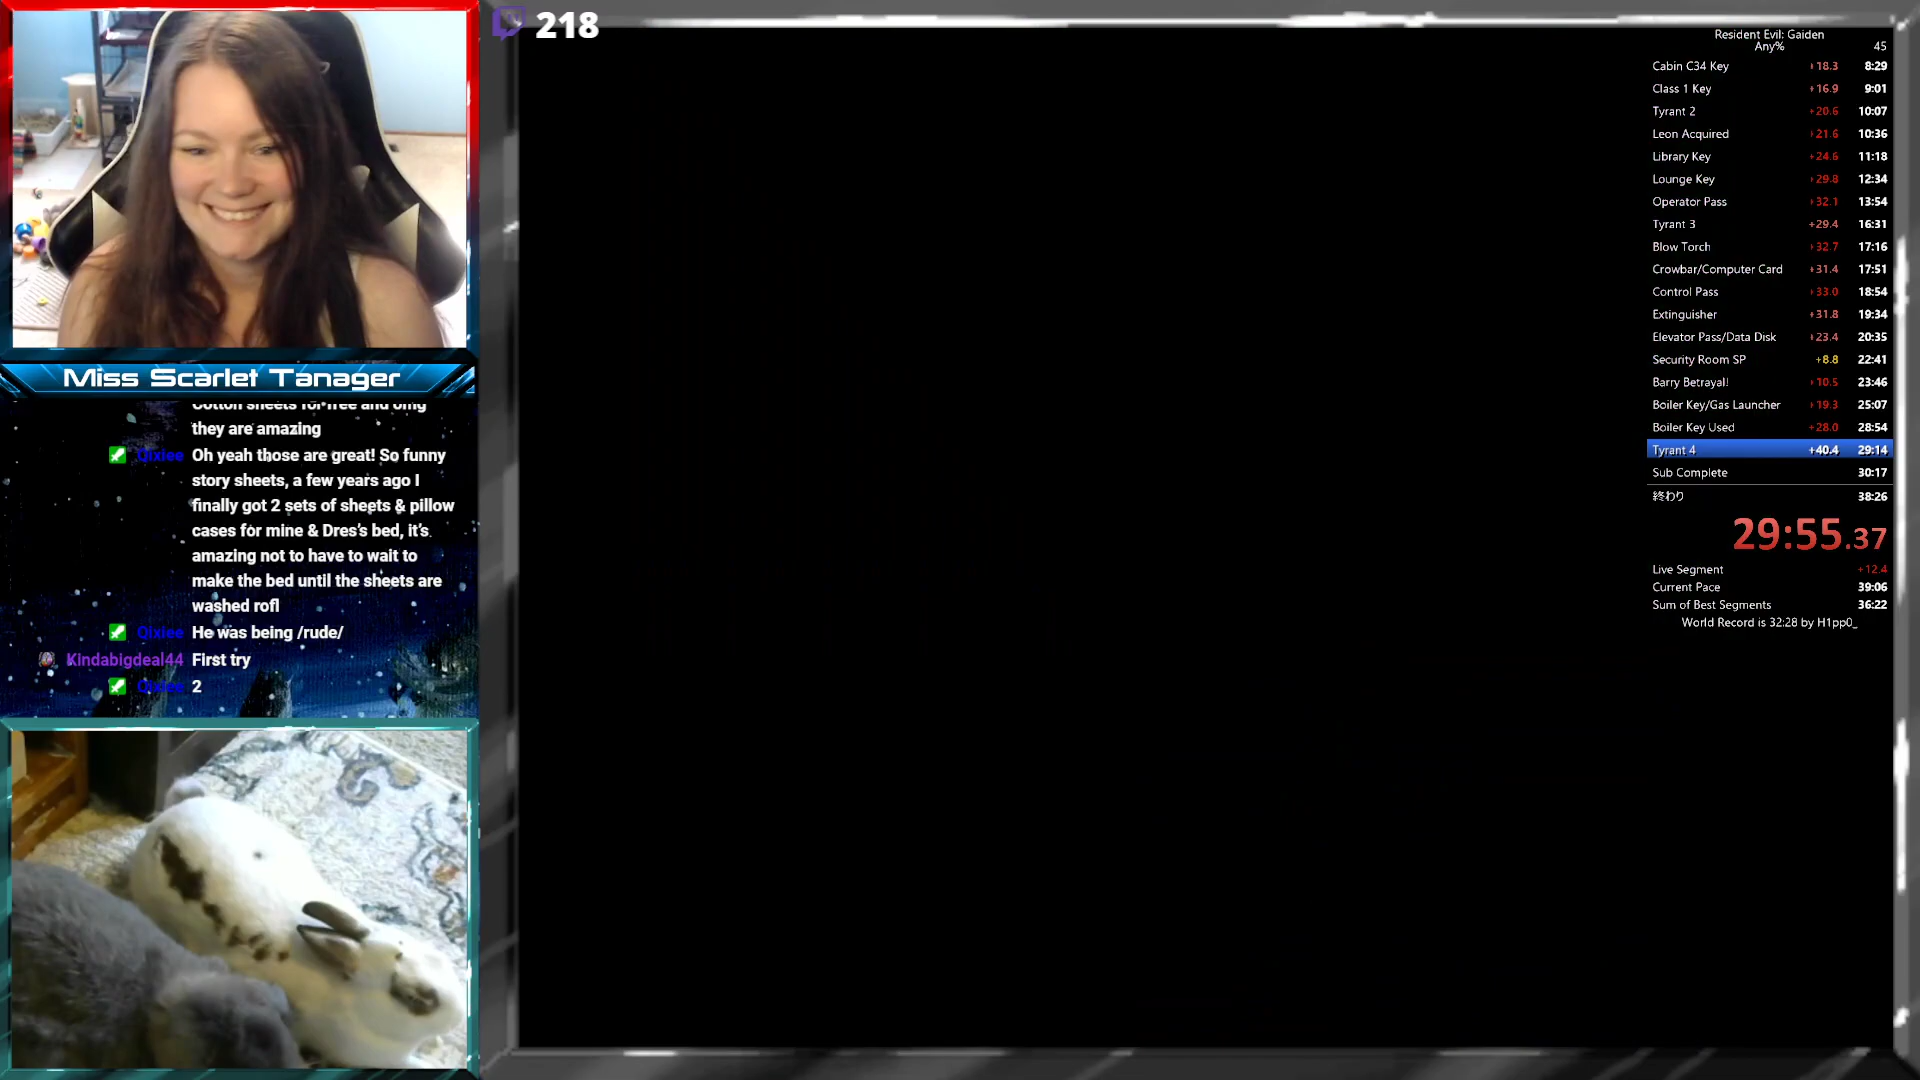 218
Resident Evil: Gaiden
Any% 45
Cabin C34 Key +18.3 8:29
Class 1 Key +16.9 9:01
Tyrant 2 +20.6 10:07
Leon Acquired +21.6 10:36
Library Key +24.6 11:18
Lounge Key +29.8 12:34
Operator Pass +32.1 13:54
Tyrant 3 +29.4 16:31
Blow Torch +32.7 17:16
Crowbar/Computer Card +31.4 17:51
Control Pass +33.0 18:54
Extinguisher +31.8 19:34
Elevator Pass/Data Disk +23.4 20:35
Security Room SP +8.8 22:41
Barry Betrayal! +10.5 23:46
Boiler Key/Gas Launcher +19.3 25:07
Boiler Key Used +28.0 28:54
Tyrant 4 +40.4 29:14
Sub Complete 30:17
終わり 38:26
29:55.37
Live Segment +12.4
Current Pace 39:06
Sum of Best Segments 36:22
World Record is 32:28 by H1pp0_
Miss Scarlet Tanager
Cotton sheets for free and omg
they are amazing
Qixlee Oh yeah those are great! So funny
story sheets, a few years ago I
finally got 2 sets of sheets & pillow
cases for mine & Dres's bed, it's
amazing not to have to wait to
make the bed until the sheets are
washed rofl
Qixlee He was being /rude/
Kindabigdeal44 First try
Qixlee 2